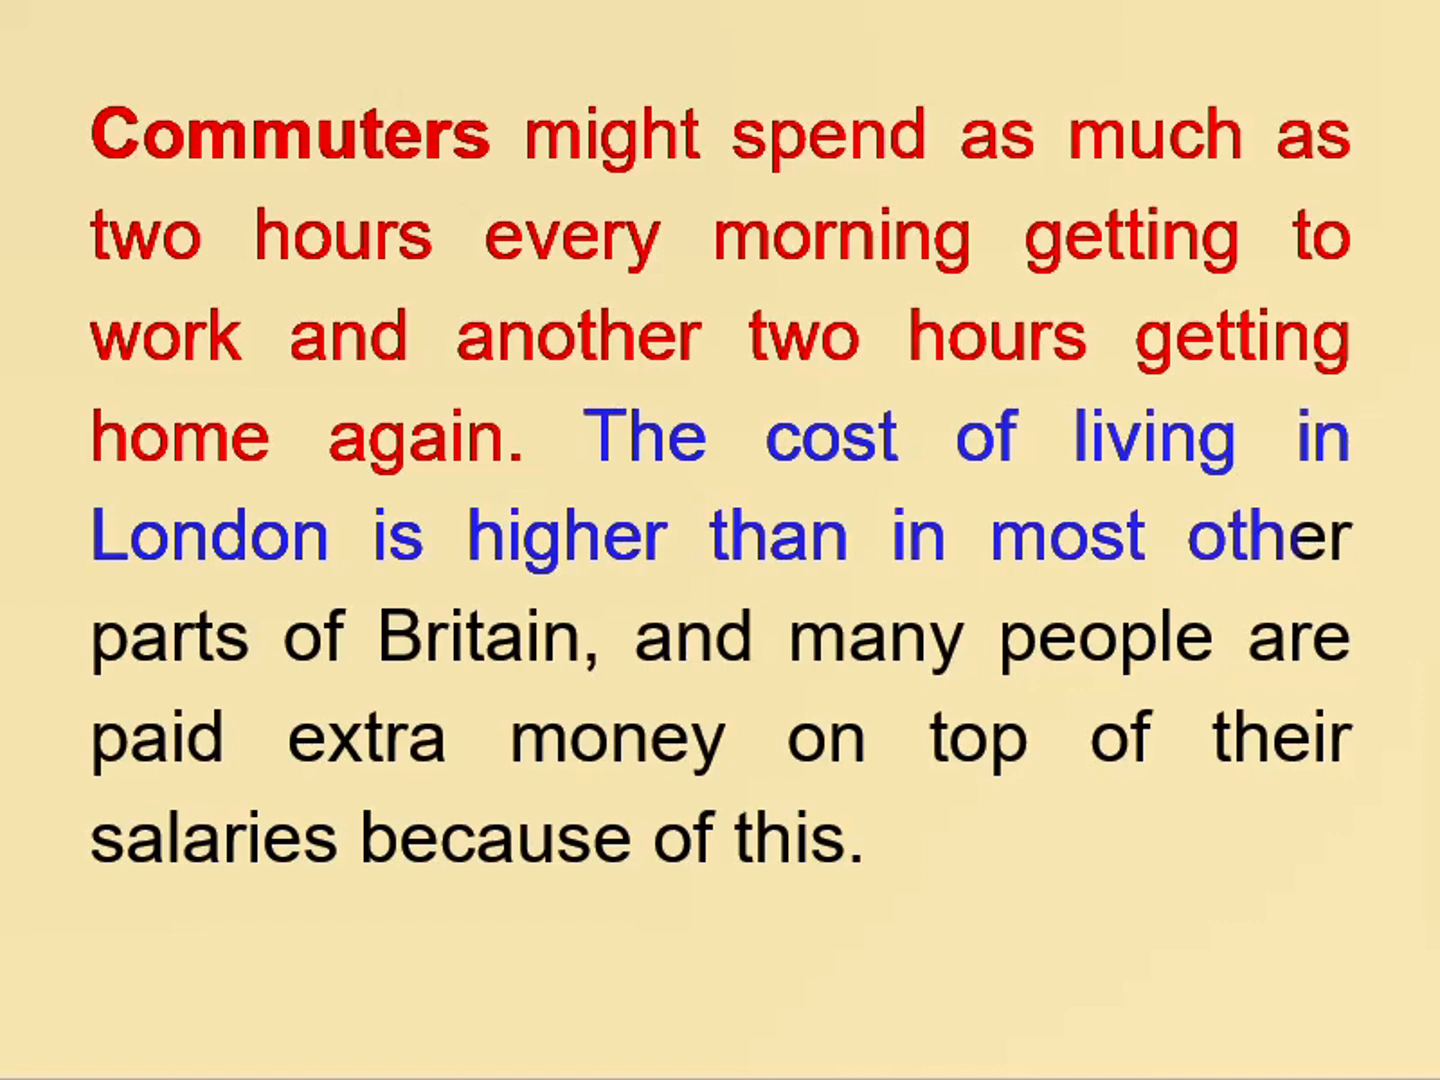 Commuters might spend as much as
two hours every morning getting to
work and another two hours getting
home again. The cost of living in
London is higher than in most other
parts of Britain, and many people are
paid extra money on top of their
salaries because of this.